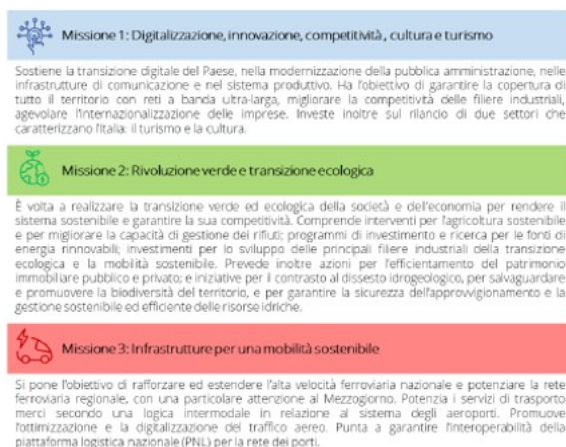 Missione 1: Digitalizzazione, innovazione, competitività, cultura e turismo
Sostiene la transizione digitale del Paese, nella modernizzazione della pubblica amministrazione, nelle
infrastrutture di comunicazione e nel sistema produttivo. Ha l'obiettivo di garantire la copertura di
tutto il territorio con reti a banda ultra-larga, migliorare la competitività delle filiere industriali,
agevolare l'internazionalizzazione delle imprese. Investe inoltre sul rilancio di due settori che
caratterizzano l'Italia: il turismo e la cultura.
Missione 2: Rivoluzione verde e transizione ecologica
È volta a realizzare la transizione verde ed ecologica della società e dell'economia per rendere il
sistema sostenibile e garantire la sua competitività. Comprende interventi per l'agricoltura sostenibile
e per migliorare la capacità di gestione dei rifiuti; programmi di investimento e ricerca per le fonti di
energia rinnovabili; investimenti per lo sviluppo delle principali filiere industriali della transizione
ecologica e la mobilità sostenibile. Prevede inoltre azioni per l'efficientamento del patrimonio
immobiliare pubblico e privato; e iniziative per il contrasto al dissesto idrogeologico, per salvaguardare
e promuovere la biodiversità del territorio, e per garantire la sicurezza dell'approvvigionamento e la
gestione sostenibile ed efficiente delle risorse idriche.
Missione 3: Infrastrutture per una mobilità sostenibile
Si pone l'obiettivo di rafforzare ed estendere l'alta velocità ferroviaria nazionale e potenziare la rete
ferroviaria regionale, con una particolare attenzione al Mezzogiorno. Potenzia i servizi di trasporto
merci secondo una logica intermodale in relazione al sistema degli aeroporti. Promuove
l'ottimizzazione e la digitalizzazione del traffico aereo. Punta a garantire l'interoperabilità della
piattaforma logistica nazionale (PNL) per la rete dei porti.